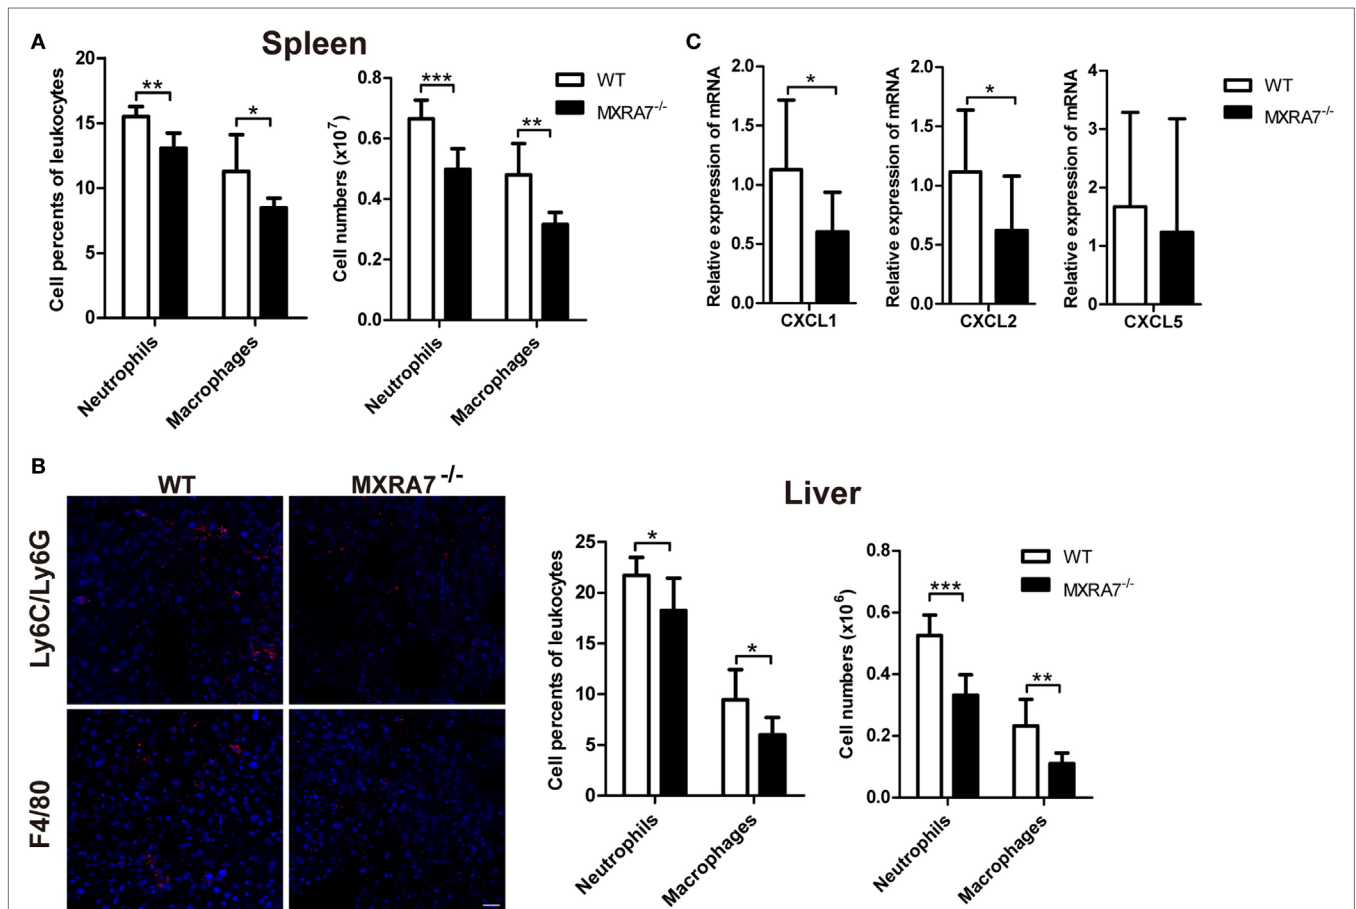 A
Spleen
Cell percents of leukocytes
20
15
10
5
0
**
*
Neutrophils
Macrophages
Cell numbers (x10⁷)
0.8
0.6
0.4
0.2
0.0
***
**
Neutrophils
Macrophages
WT
MXRA7⁻/⁻
C
Relative expression of mRNA
2.0
1.5
1.0
0.5
0.0
*
CXCL1
Relative expression of mRNA
2.0
1.5
1.0
0.5
0.0
*
CXCL2
Relative expression of mRNA
4
3
2
1
0
CXCL5
WT
MXRA7⁻/⁻
B
WT
MXRA7 ⁻/⁻
Ly6C/Ly6G
F4/80
Liver
Cell percents of leukocytes
25
20
15
10
5
0
*
*
Neutrophils
Macrophages
Cell numbers (x10⁶)
0.8
0.6
0.4
0.2
0.0
***
**
Neutrophils
Macrophages
WT
MXRA7⁻/⁻